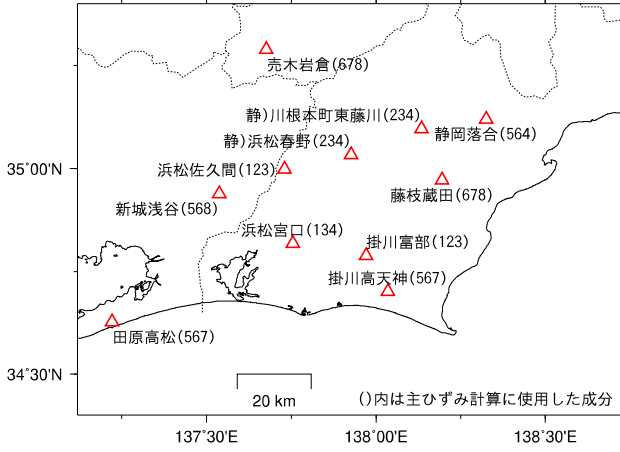 売木岩倉(678)
静)川根本町東藤川(234)
静岡落合(564)
静)浜松春野(234)
浜松佐久間(123)
35°00'N
藤枝蔵田(678)
新城浅谷(568)
浜松宮口(134)
掛川富部(123)
掛川高天神(567)
田原高松(567)
34°30'N
20 km
()内は主ひずみ計算に使用した成分
137°30'E
138°00'E
138°30'E